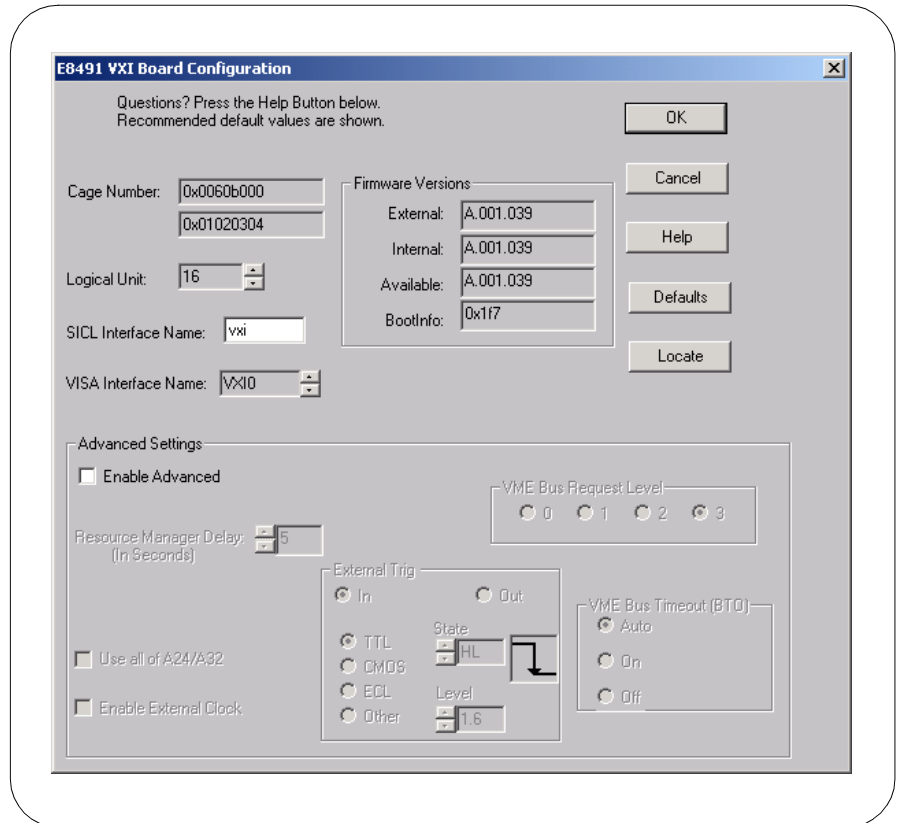 E8491 VXI Board Configuration
Questions? Press the Help Button below.
Recommended default values are shown.
OK
Cancel
Help
Defaults
Locate
Cage Number: 0x0060b000
0x01020304
Logical Unit: 16
SICL Interface Name: vxi
VISA Interface Name: VXI0
Firmware Versions
External: A.001.039
Internal: A.001.039
Available: A.001.039
BootInfo: 0x1f7
Advanced Settings
Enable Advanced
VME Bus Request Level
0 1 2 3
Resource Manager Delay: 5
(In Seconds)
External Trig
In Out
TTL
CMOS
ECL
Other
State
HL
Level
1.6
VME Bus Timeout (BTO)
Auto
On
Off
Use all of A24/A32
Enable External Clock